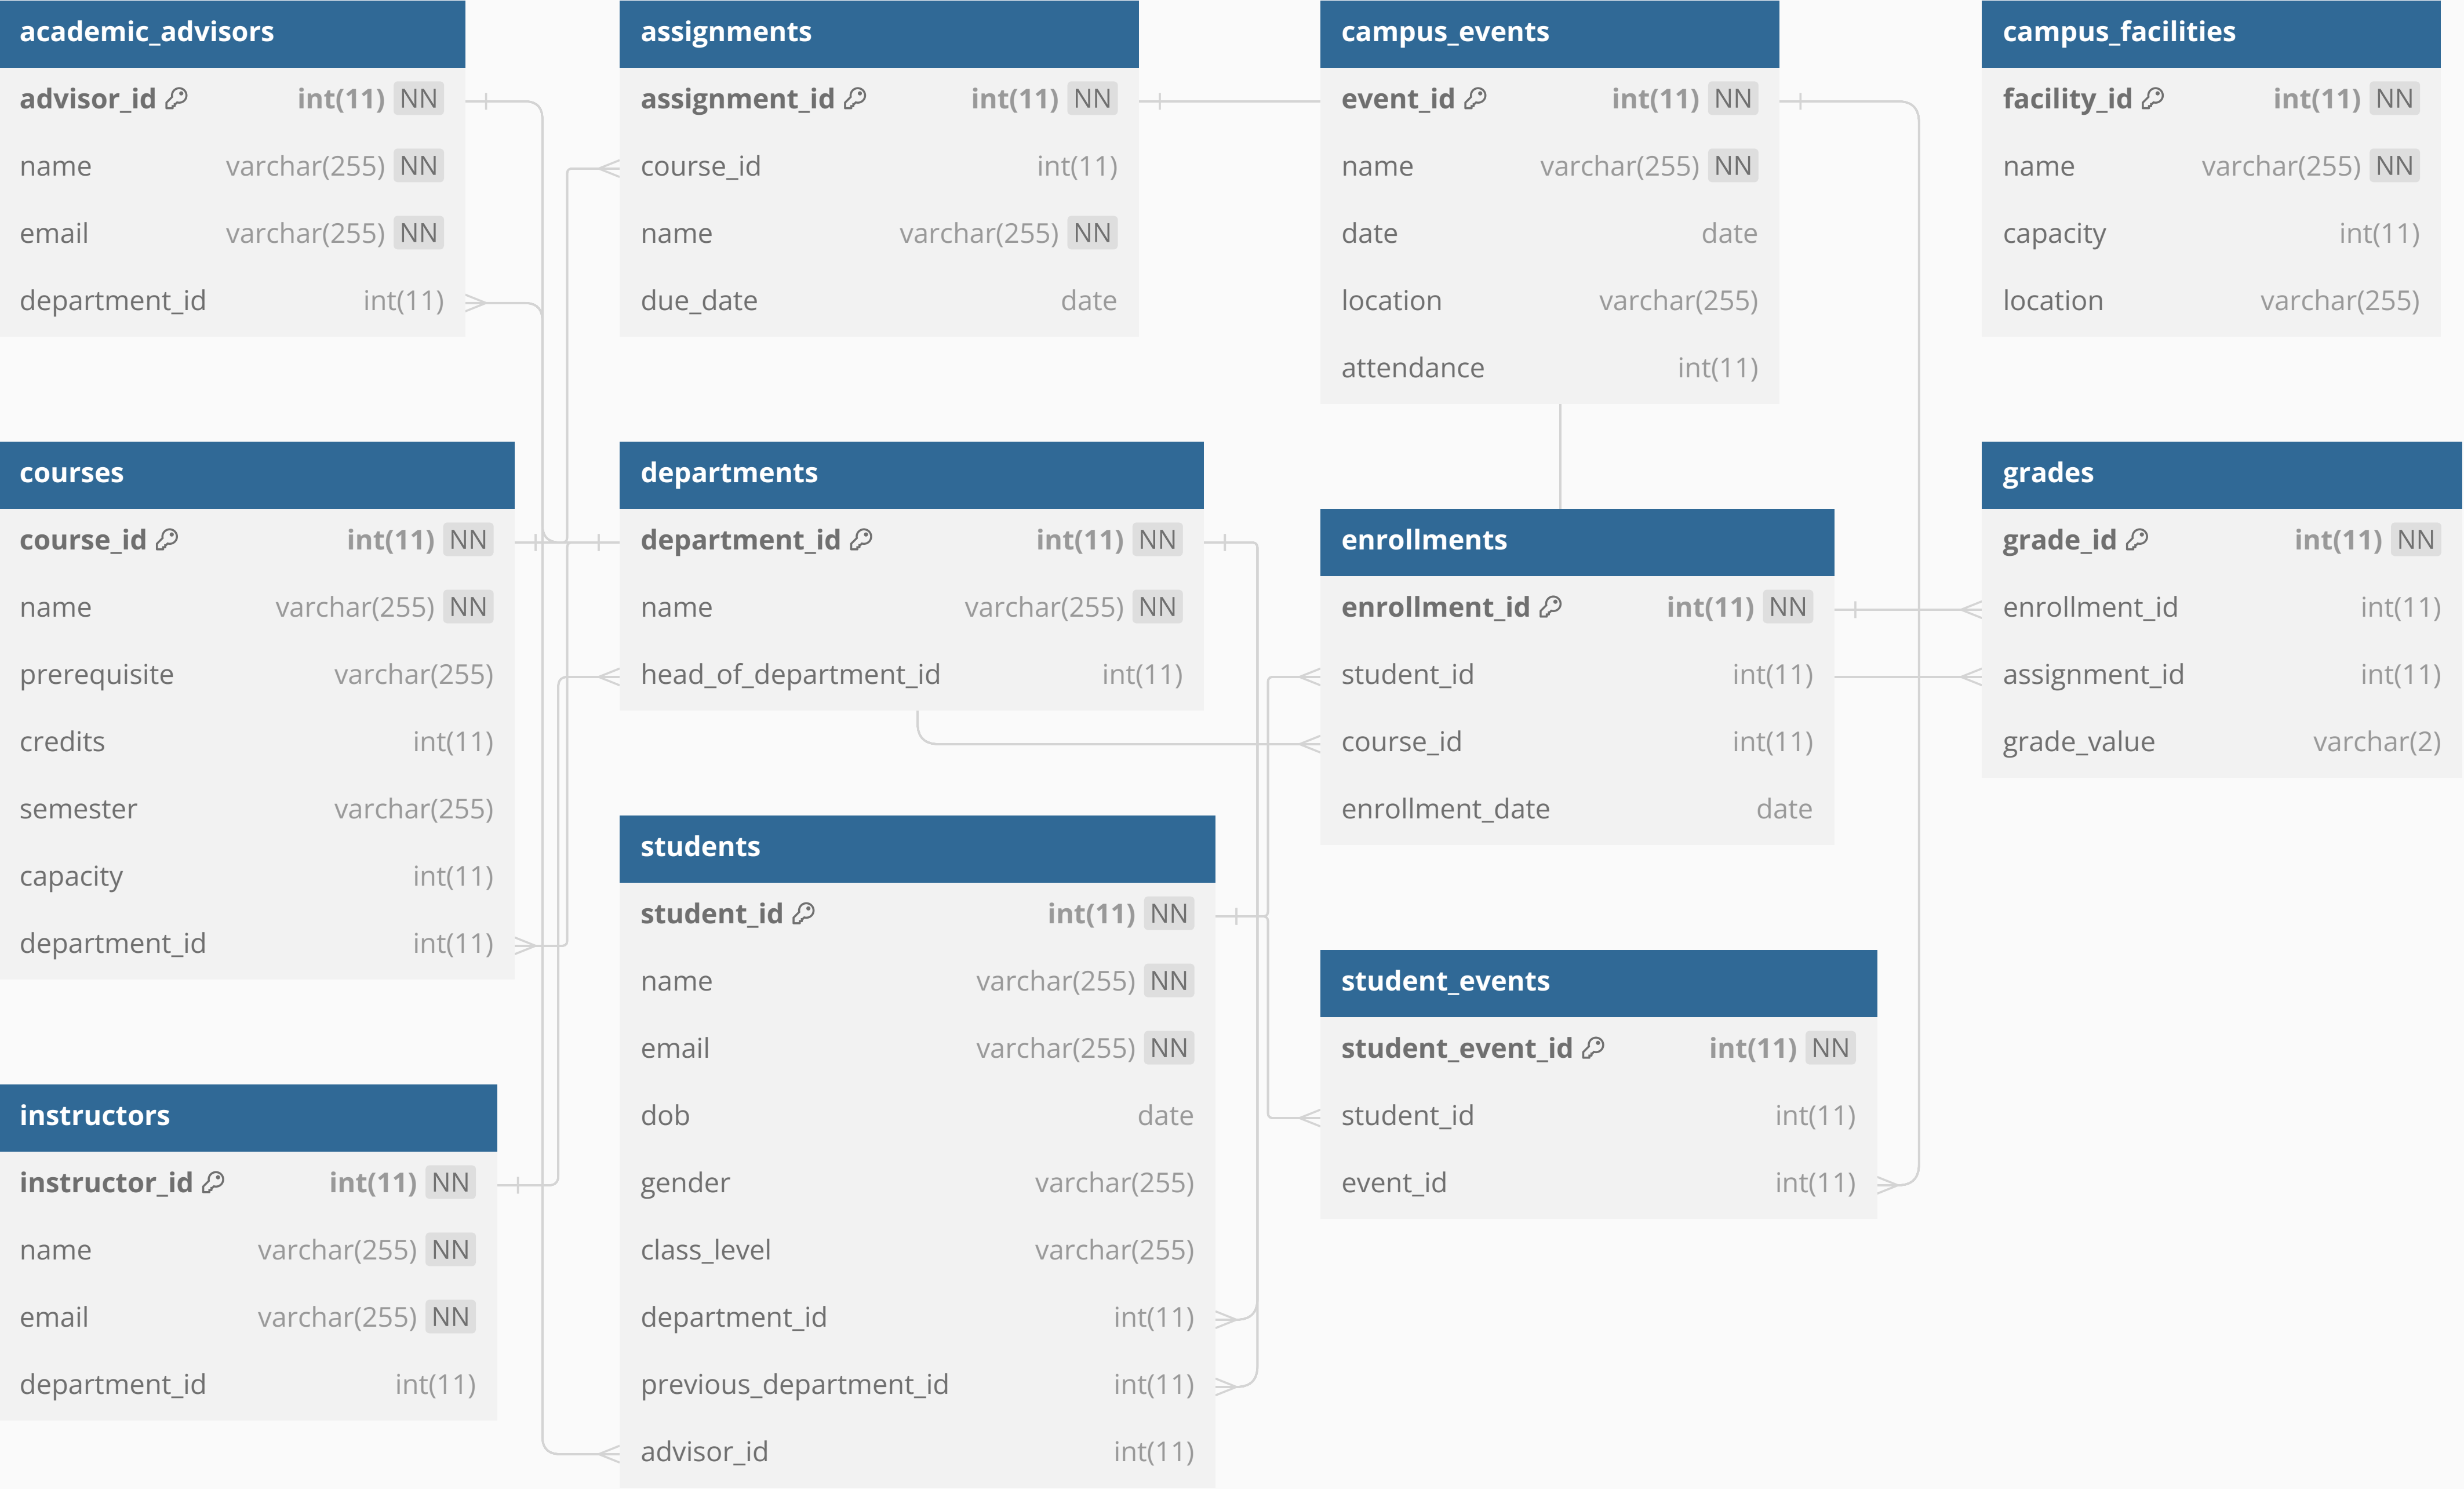 academic_advisors
advisor_id int(11) NN
name varchar(255) NN
email varchar(255) NN
department_id int(11)
assignments
assignment_id int(11) NN
course_id int(11)
name varchar(255) NN
due_date date
campus_events
event_id int(11) NN
name varchar(255) NN
date date
location varchar(255)
attendance int(11)
campus_facilities
facility_id int(11) NN
name varchar(255) NN
capacity int(11)
location varchar(255)
courses
course_id int(11) NN
name varchar(255) NN
prerequisite varchar(255)
credits int(11)
semester varchar(255)
capacity int(11)
department_id int(11)
departments
department_id int(11) NN
name varchar(255) NN
head_of_department_id int(11)
enrollments
enrollment_id int(11) NN
student_id int(11)
course_id int(11)
enrollment_date date
grades
grade_id int(11) NN
enrollment_id int(11)
assignment_id int(11)
grade_value varchar(2)
students
student_id int(11) NN
name varchar(255) NN
email varchar(255) NN
dob date
gender varchar(255)
class_level varchar(255)
department_id int(11)
previous_department_id int(11)
advisor_id int(11)
student_events
student_event_id int(11) NN
student_id int(11)
event_id int(11)
instructors
instructor_id int(11) NN
name varchar(255) NN
email varchar(255) NN
department_id int(11)